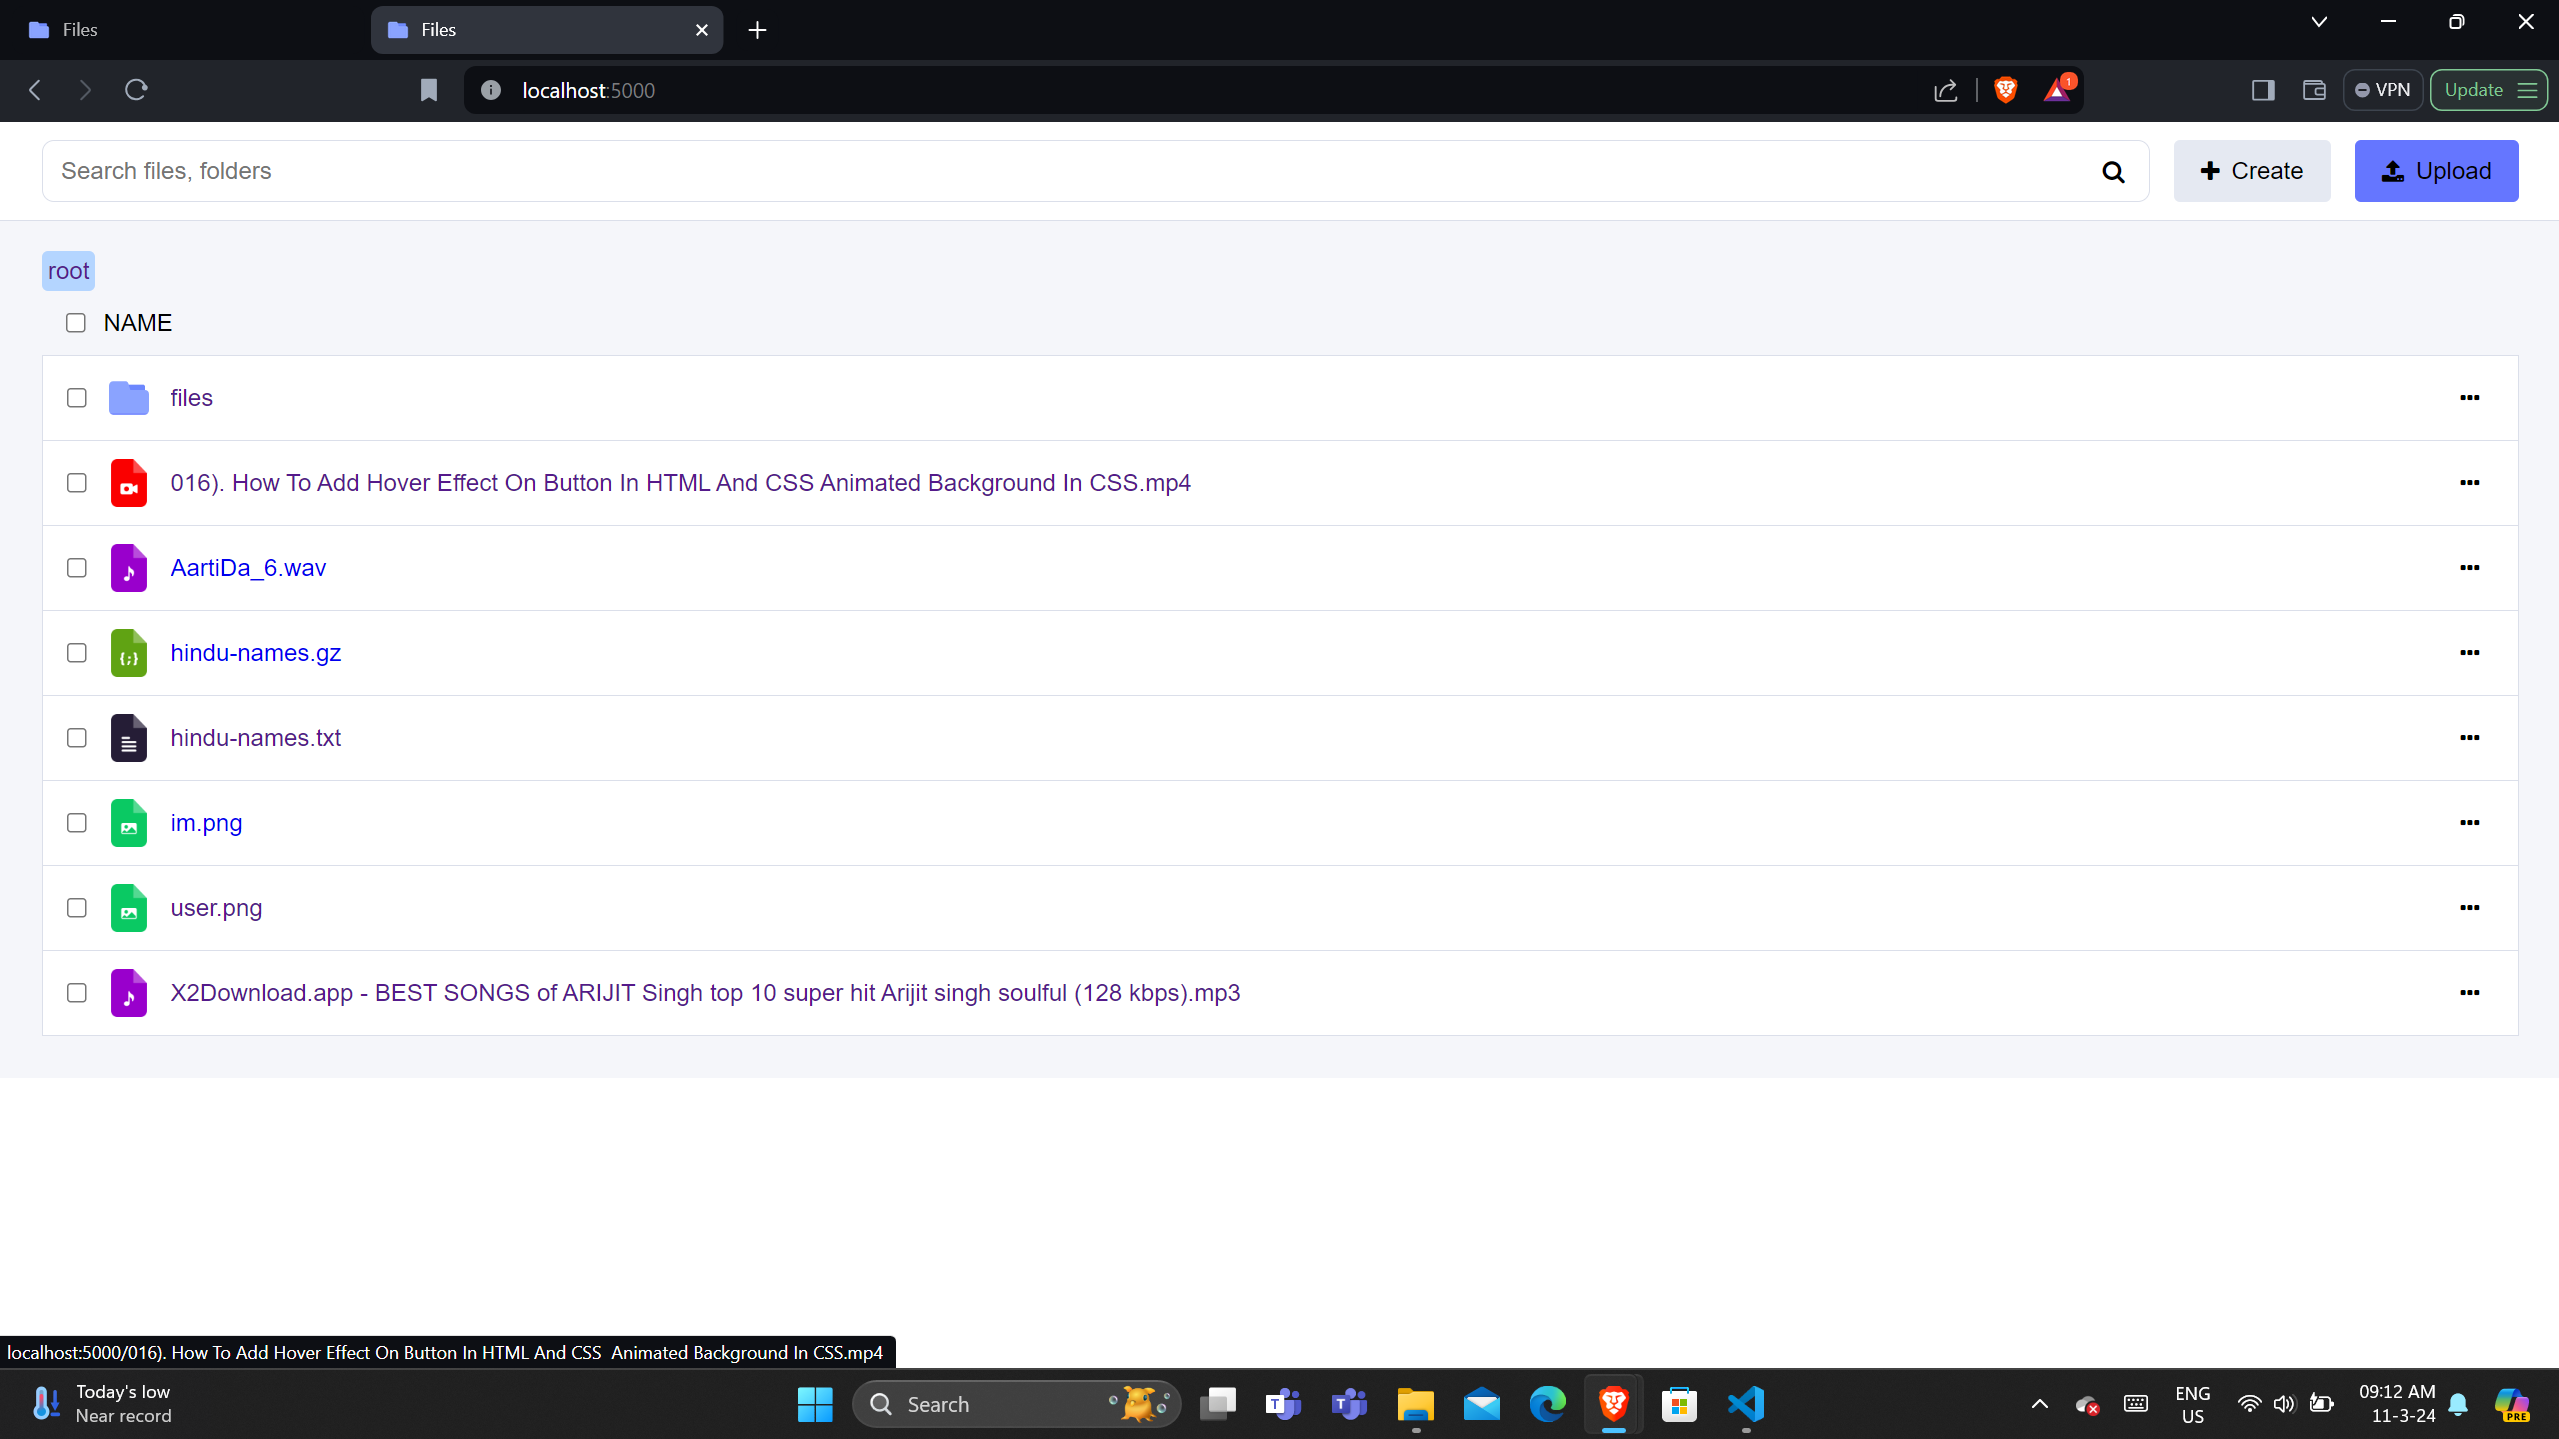 Files
Files
localhost:5000
1
VPN
Update
Search files, folders
Create
Upload
root
NAME
files
016). How To Add Hover Effect On Button In HTML And CSS Animated Background In CSS.mp4
AartiDa_6.wav
hindu-names.gz
hindu-names.txt
im.png
user.png
X2Download.app - BEST SONGS of ARIJIT Singh top 10 super hit Arijit singh soulful (128 kbps).mp3
localhost:5000/016). How To Add Hover Effect On Button In HTML And CSS  Animated Background In CSS.mp4
Today's low
Near record
Search
ENG
US
09:12 AM
11-3-24
PRE